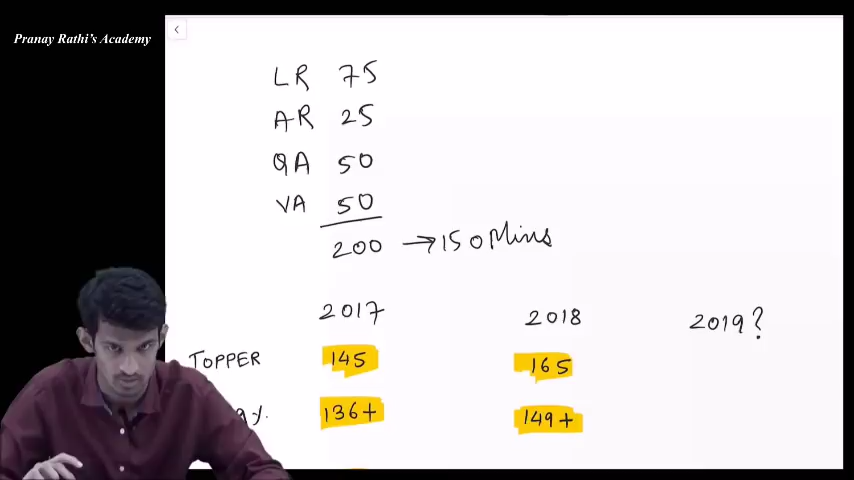 Pranay Rathi's Academy
LR 75
AR 25
QA 50
VA 50
200 → 150 Mins
2017 2018 2019?
TOPPER 145 165
9% 136+ 149+